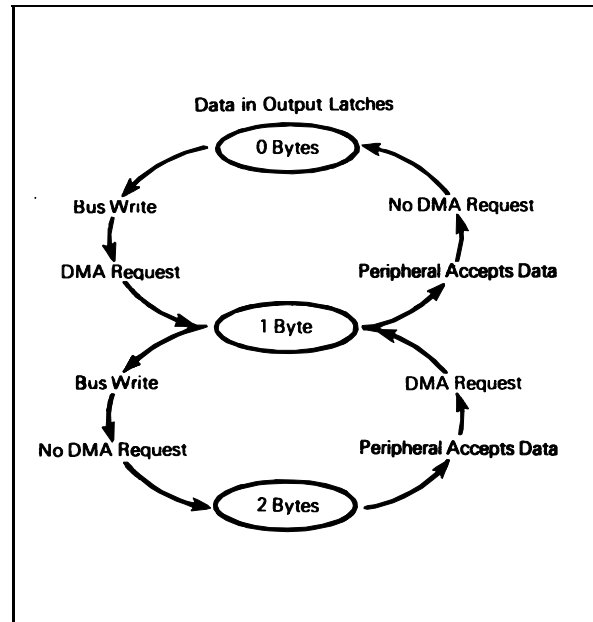 Data in Output Latches
0 Bytes
Bus Write
No DMA Request
DMA Request
Peripheral Accepts Data
1 Byte
Bus Write
DMA Request
No DMA Request
Peripheral Accepts Data
2 Bytes